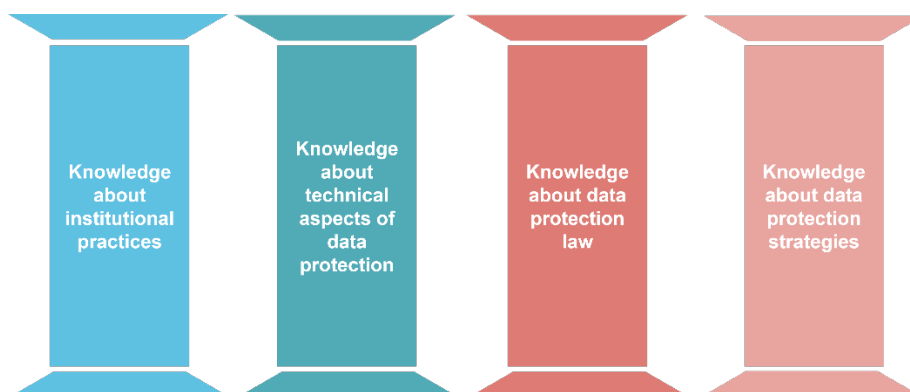 Knowledge
about
institutional
practices
Knowledge
about
technical
aspects of
data
protection
Knowledge
about data
protection
law
Knowledge
about data
protection
strategies